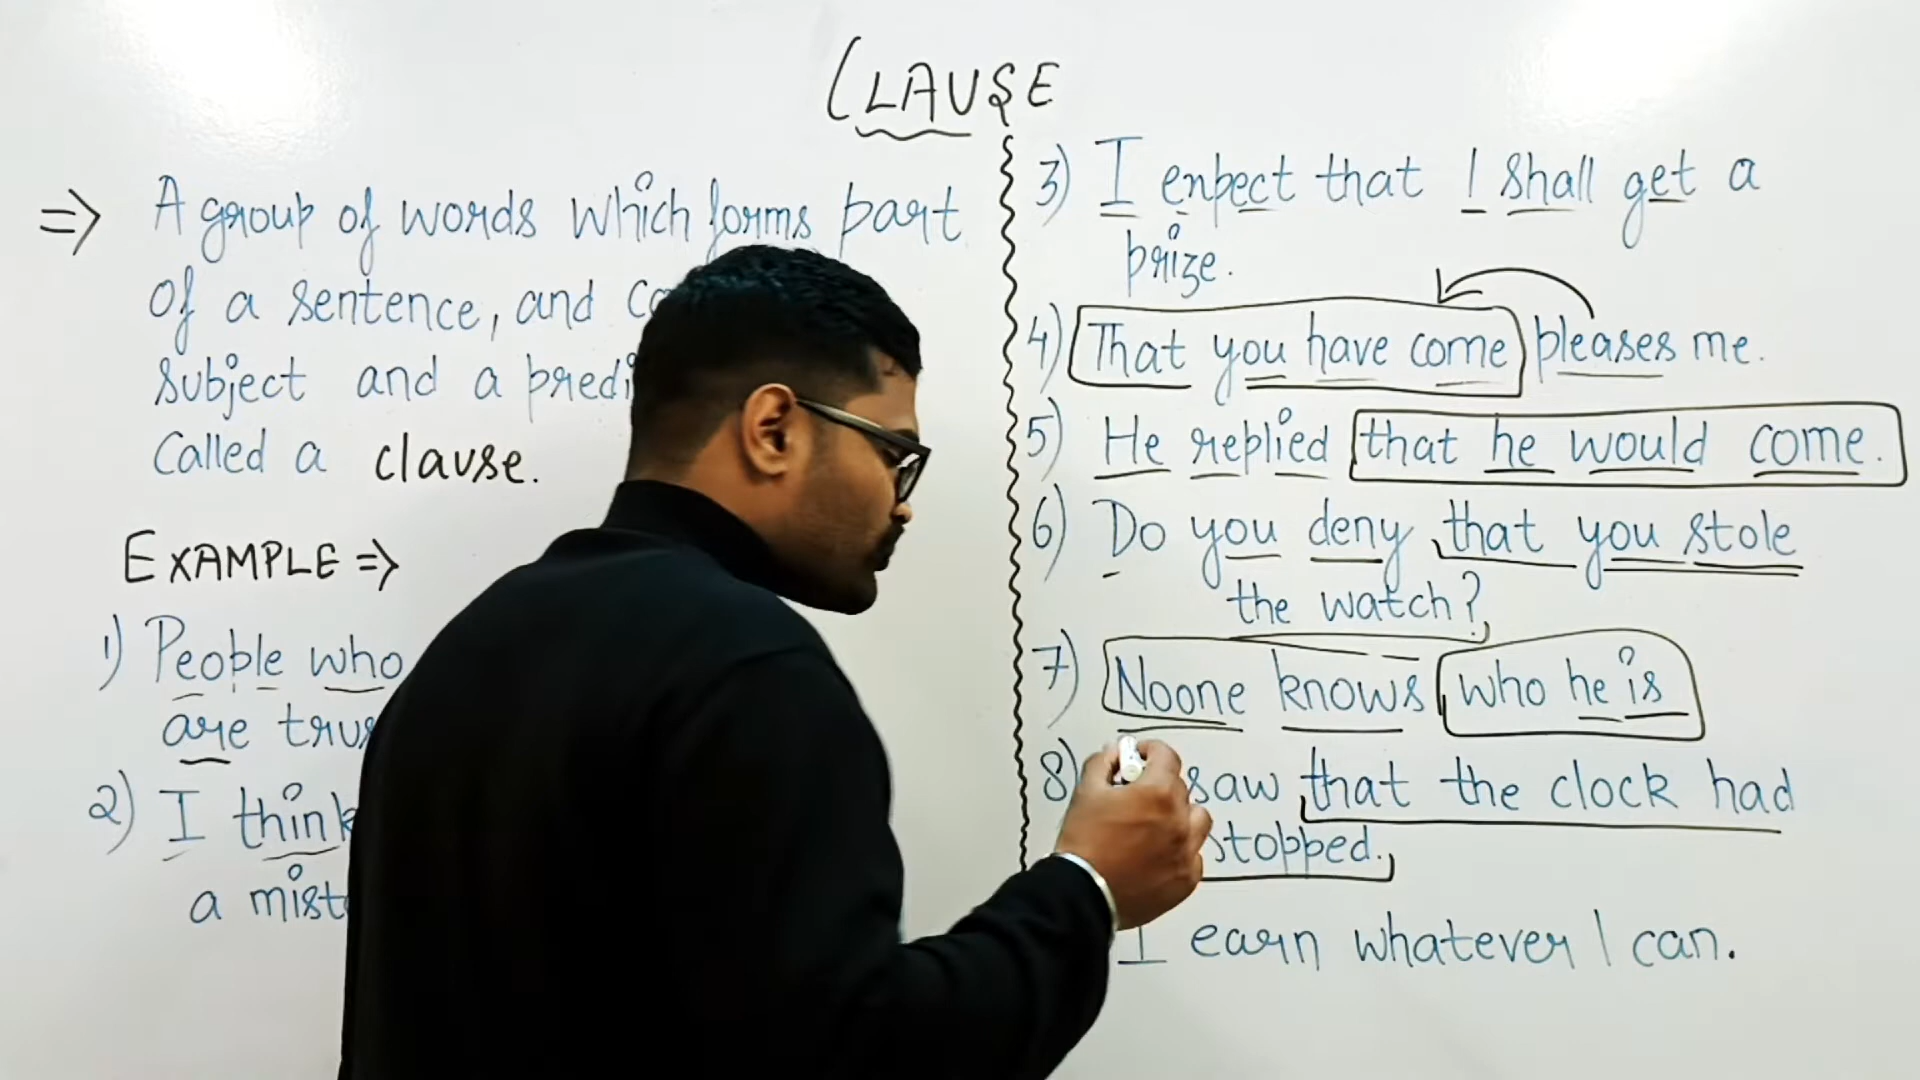 CLAUSE
=> A group of words which forms part
of a sentence, and
subject and a
Called a clause.
EXAMPLE =>
1) People who
are
2) I think
a
3) I expect that I shall get a
prize.
4) That you have come pleases me.
5) He replied that he would come.
6) Do you deny that you stole
the watch?
7) Noone knows who he is
8) saw that the clock had
stopped.
I earn whatever I can.